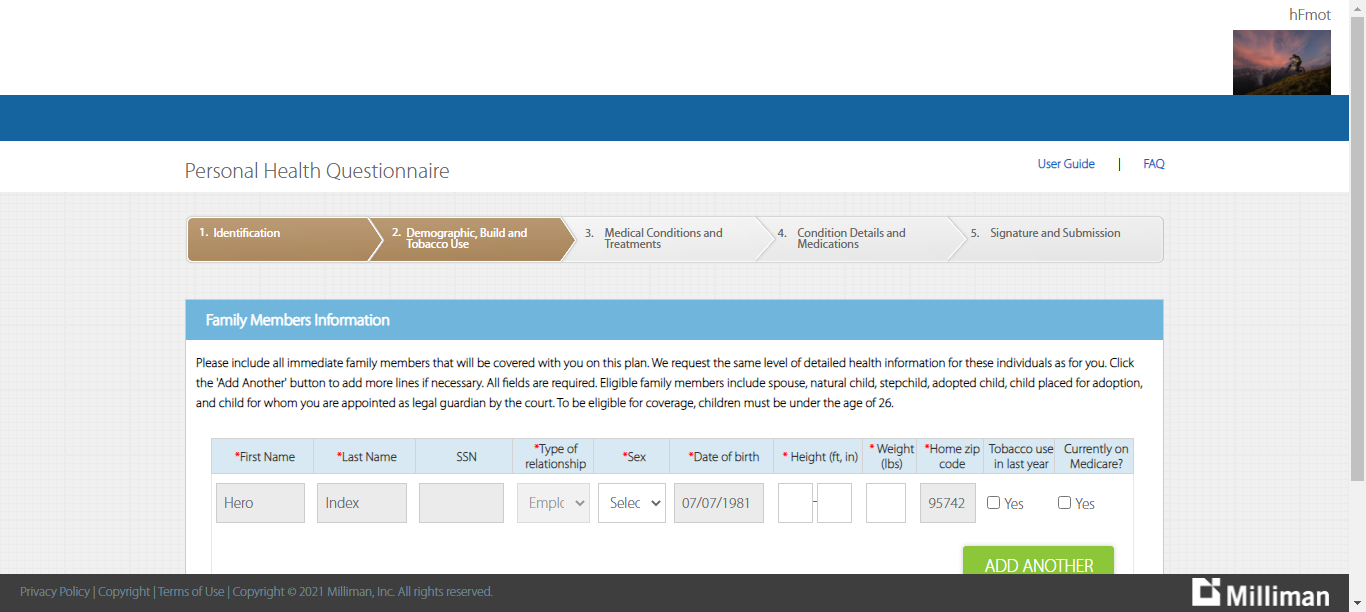 hFmot
Personal Health Questionnaire
User Guide | FAQ
1. Identification
2. Demographic, Build and
Tobacco Use
3. Medical Conditions and
Treatments
4. Condition Details and
Medications
5. Signature and Submission
Family Members Information
Please include all immediate family members that will be covered with you on this plan. We request the same level of detailed health information for these individuals as for you. Click
the 'Add Another' button to add more lines if necessary. All fields are required. Eligible family members include spouse, natural child, stepchild, adopted child, child placed for adoption,
and child for whom you are appointed as legal guardian by the court. To be eligible for coverage, children must be under the age of 26.
*First Name
*Last Name
SSN
*Type of
relationship
*Sex
*Date of birth
* Height (ft, in)
* Weight
(lbs)
*Home zip
code
Tobacco use
in last year
Currently on
Medicare?
Hero
Index
Emplo
Selec
07/07/1981
-
95742
Yes
Yes
ADD ANOTHER
Privacy Policy | Copyright | Terms of Use | Copyright © 2021 Milliman, Inc. All rights reserved.
Milliman